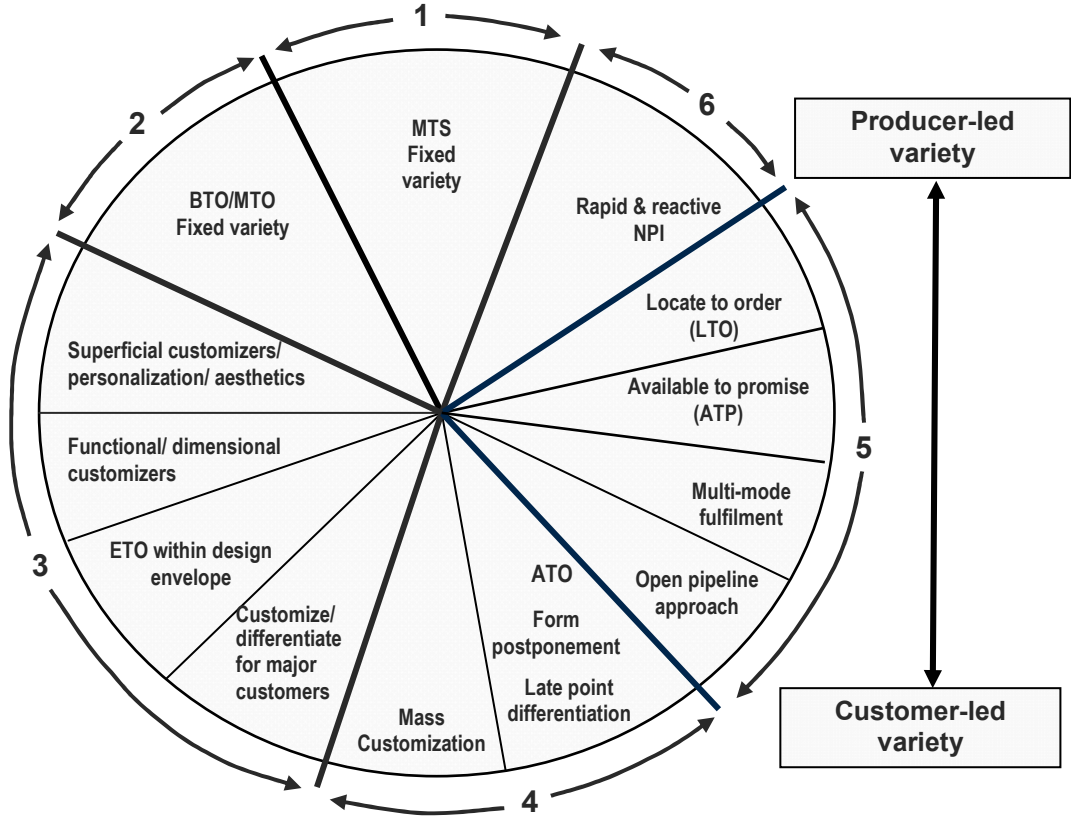 1
2
6
Producer-led
variety
MTS
Fixed
variety
BTO/MTO
Fixed variety
Rapid & reactive
NPI
Locate to order
(LTO)
Superficial customizers/
personalization/ aesthetics
Available to promise
(ATP)
5
Functional/ dimensional
customizers
Multi-mode
fulfilment
3
ETO within design
envelope
ATO
Form
postponement
Late point
differentiation
Open pipeline
approach
Customize/
differentiate
for major
customers
Mass
Customization
Customer-led
variety
4